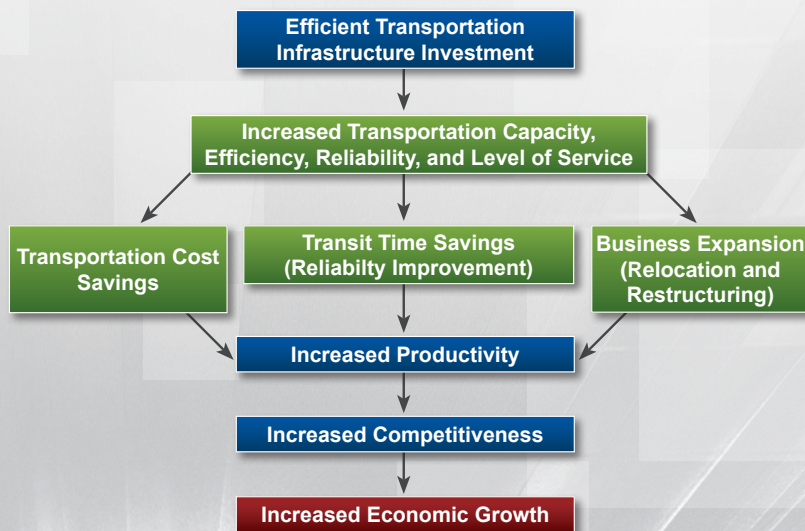 Efficient Transportation
Infrastructure Investment
Increased Transportation Capacity,
Efficiency, Reliability, and Level of Service
Transportation Cost
Savings
Transit Time Savings
(Reliabilty Improvement)
Business Expansion
(Relocation and
Restructuring)
Increased Productivity
Increased Competitiveness
Increased Economic Growth